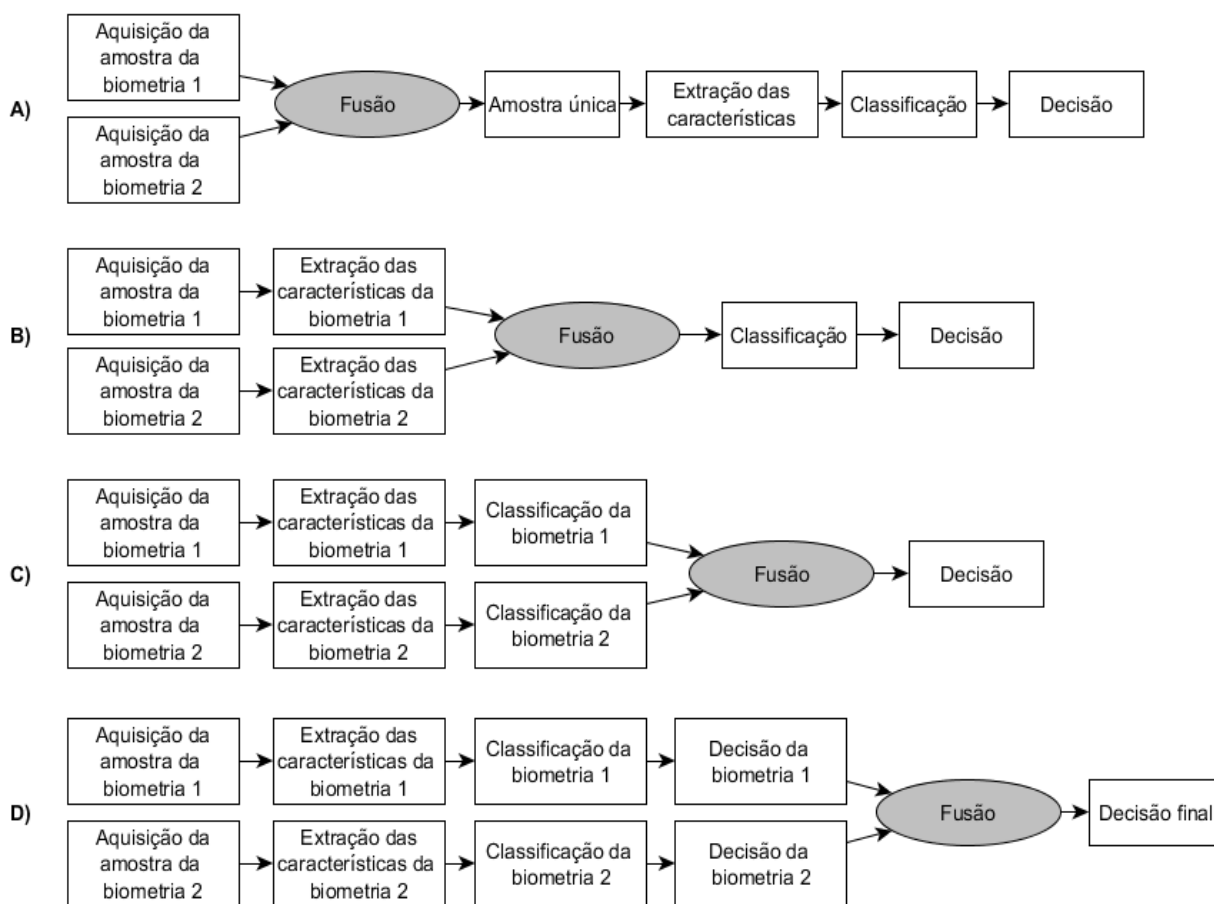 A)
Aquisição da
amostra da
biometria 1
Aquisição da
amostra da
biometria 2
Fusão
Amostra única
Extração das
características
Classificação
Decisão
B)
Aquisição da
amostra da
biometria 1
Extração das
características da
biometria 1
Aquisição da
amostra da
biometria 2
Extração das
características da
biometria 2
Fusão
Classificação
Decisão
C)
Aquisição da
amostra da
biometria 1
Extração das
características da
biometria 1
Classificação da
biometria 1
Aquisição da
amostra da
biometria 2
Extração das
características da
biometria 2
Classificação da
biometria 2
Fusão
Decisão
D)
Aquisição da
amostra da
biometria 1
Extração das
características da
biometria 1
Classificação da
biometria 1
Decisão da
biometria 1
Aquisição da
amostra da
biometria 2
Extração das
características da
biometria 2
Classificação da
biometria 2
Decisão da
biometria 2
Fusão
Decisão final